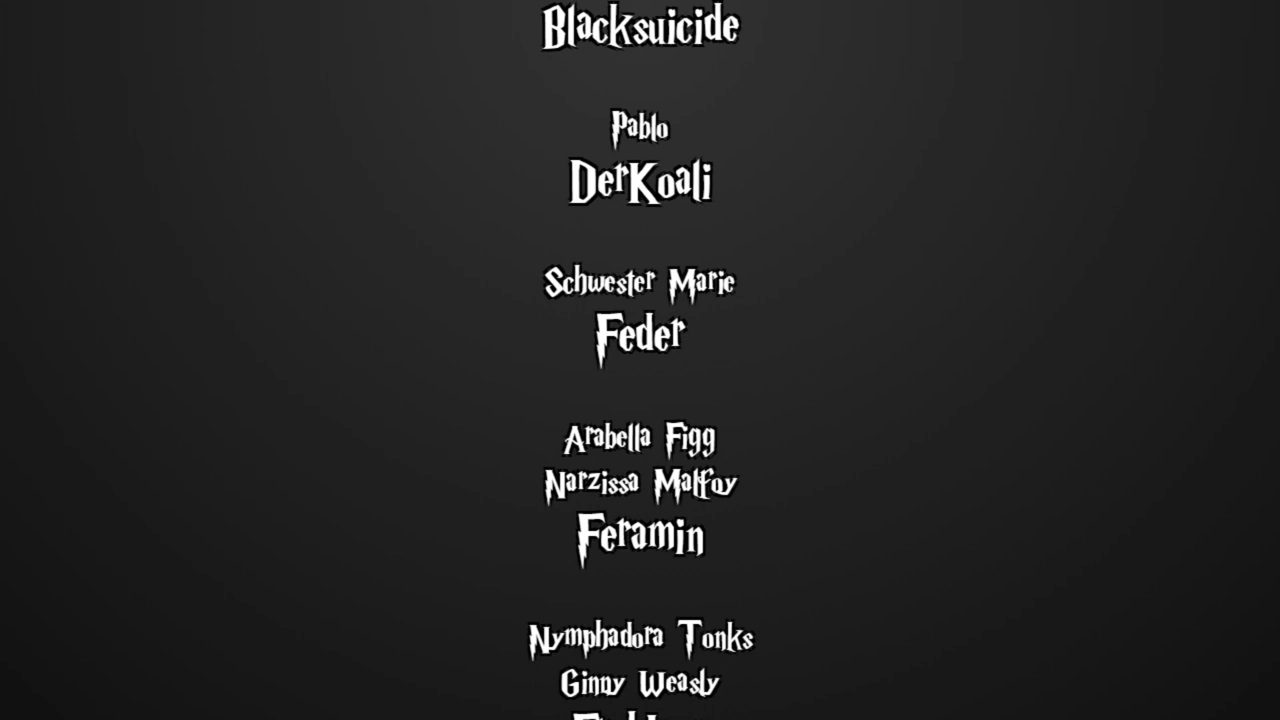 Blacksuicide
Pablo
DerKoali
Schwester Marie
Feder
Arabella Figg
Narzissa Malfoy
Feramin
Nymphadora Tonks
Ginny Weasly